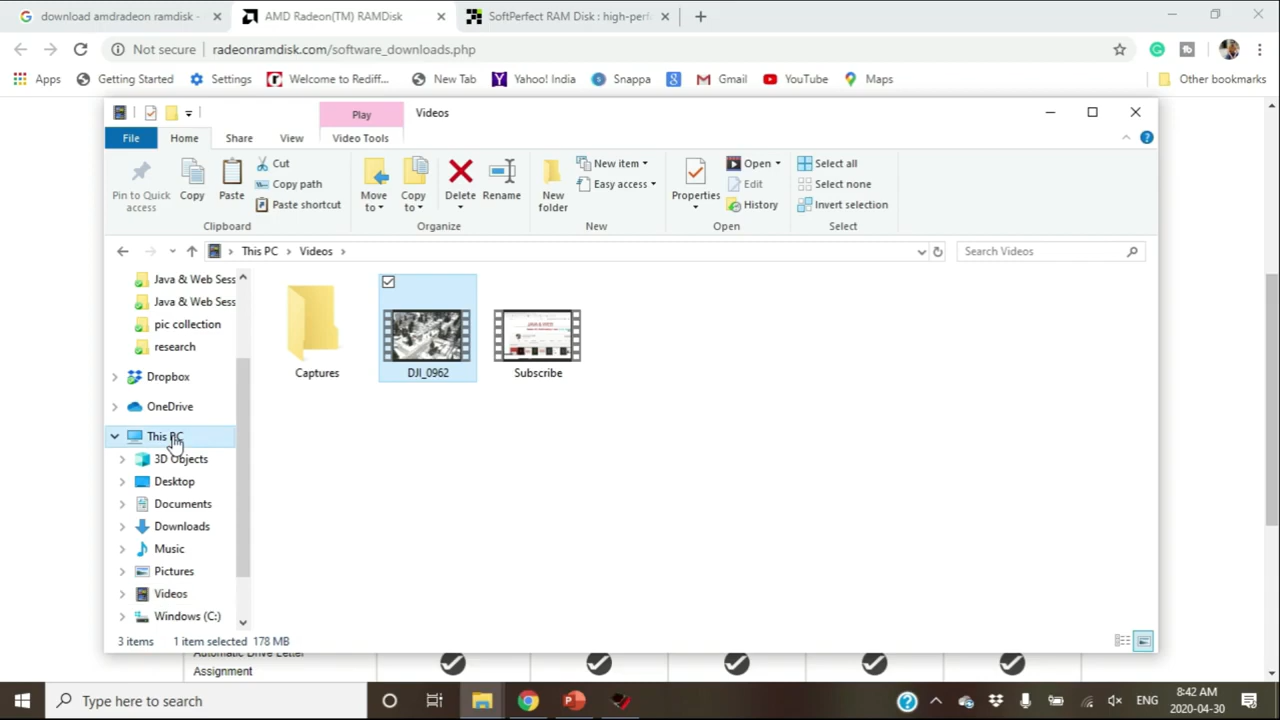 download amdradeon ramdisk -
AMD Radeon(TM) RAMDisk
SoftPerfect RAM Disk : high-perf
Not secure
radeonramdisk.com/software_downloads.php
Apps
Getting Started
Settings
Welcome to Rediff...
New Tab
Yahoo! India
Snappa
Gmail
YouTube
Maps
Other bookmarks
Play
Videos
File
Home
Share
View
Video Tools
Pin to Quick
access
Copy
Paste
Cut
Copy path
Paste shortcut
Clipboard
Move
to
Copy
to
Delete
Rename
Organize
New
folder
New item
Easy access
New
Properties
Open
Edit
History
Open
Select all
Select none
Invert selection
Select
This PC
Videos
Search Videos
Java & Web Sess
Java & Web Sess
pic collection
research
Dropbox
OneDrive
This PC
3D Objects
Desktop
Documents
Downloads
Music
Pictures
Videos
Windows (C:)
Captures
DJI_0962
Subscribe
3 items
1 item selected 178 MB
Automatic Drive Letter
Assignment
Type here to search
ENG
8:42 AM
2020-04-30